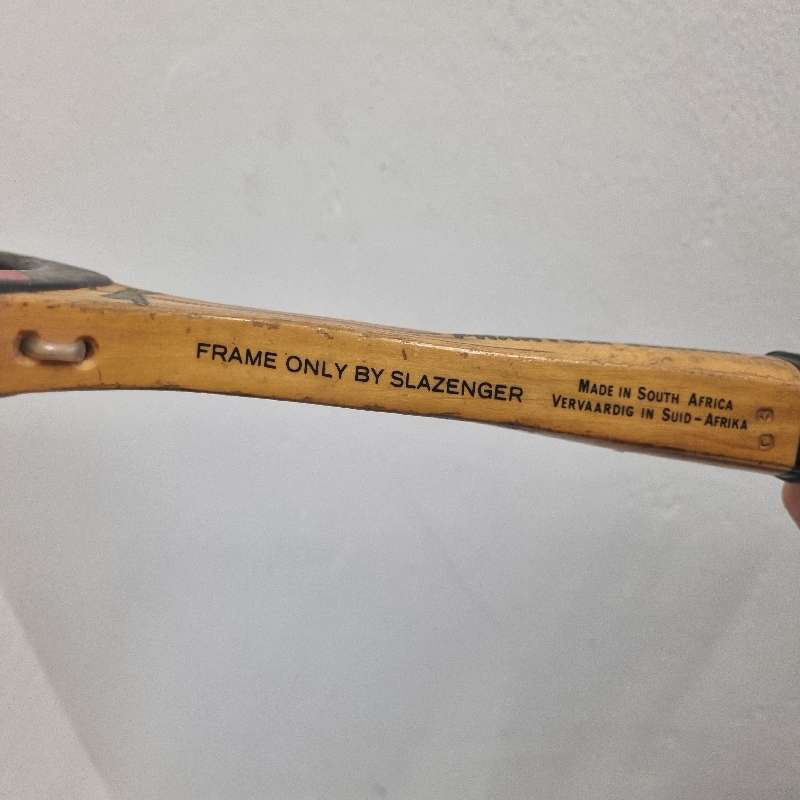 FRAME ONLY BY SLAZENGER
MADE IN SOUTH AFRICA
VERVAARDIG IN SUID-AFRIKA